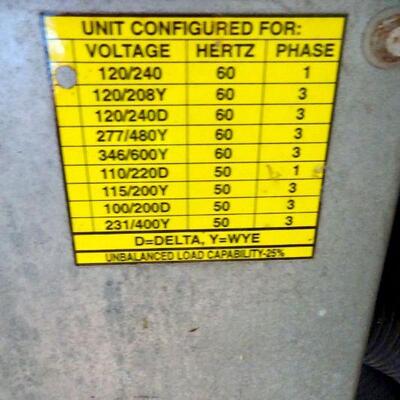 UNIT CONFIGURED FOR:
VOLTAGE HERTZ PHASE
120/240 60 1
120/208Y 60 3
120/240D 60 3
277/480Y 60 3
346/600Y 60 3
110/220D 50 1
115/200Y 50 3
100/200D 50 3
231/400Y 50 3
D=DELTA, Y=WYE
UNBALANCED LOAD CAPABILITY-25%